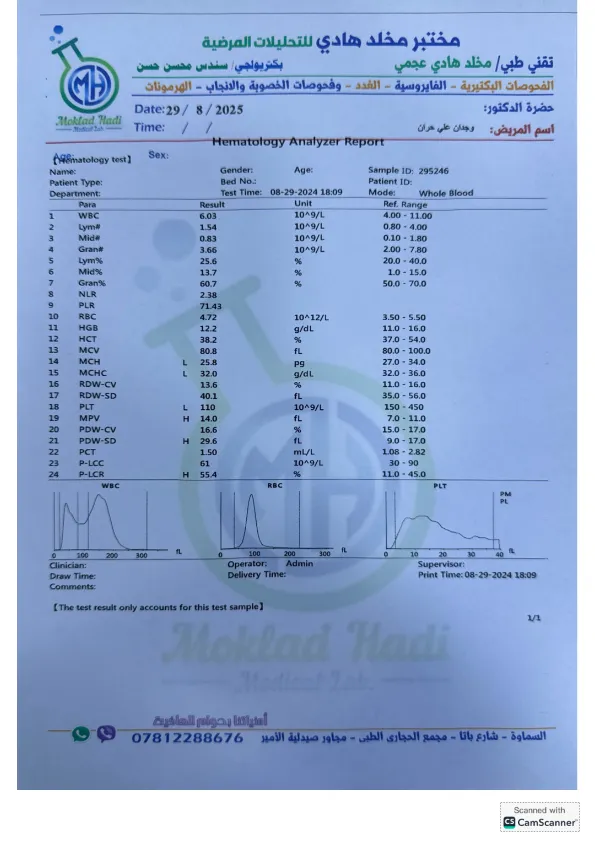 مختبر مخلد هادي للتحليلات المرضية
تقني طبي/ مخلد هادي عجمي
بكتريولوجي/ سندس محسن حسن
الفحوصات البكتيرية - الفايروسية - الغدد - وفحوصات الخصوبة والانجاب - الهرمونات
MH
Moklad Hadi
Medical Lab.
Date: 29 / 8 / 2025
حضرة الدكتور:
Time: / /
اسم المريض: وجدان علي هران
Hematology Analyzer Report
Age: Sex:
【Hematology test】
Name: Gender: Age: Sample ID: 295246
Patient Type: Bed No.: Patient ID:
Department: Test Time: 08-29-2024 18:09 Mode: Whole Blood
Para Result Unit Ref. Range
1 WBC 6.03 10^9/L 4.00 - 11.00
2 Lym# 1.54 10^9/L 0.80 - 4.00
3 Mid# 0.83 10^9/L 0.10 - 1.80
4 Gran# 3.66 10^9/L 2.00 - 7.80
5 Lym% 25.6 % 20.0 - 40.0
6 Mid% 13.7 % 1.0 - 15.0
7 Gran% 60.7 % 50.0 - 70.0
8 NLR 2.38
9 PLR 71.43
10 RBC 4.72 10^12/L 3.50 - 5.50
11 HGB 12.2 g/dL 11.0 - 16.0
12 HCT 38.2 % 37.0 - 54.0
13 MCV 80.8 fL 80.0 - 100.0
14 MCH L 25.8 pg 27.0 - 34.0
15 MCHC L 32.0 g/dL 32.0 - 36.0
16 RDW-CV 13.6 % 11.0 - 16.0
17 RDW-SD 40.1 fL 35.0 - 56.0
18 PLT L 110 10^9/L 150 - 450
19 MPV H 14.0 fL 7.0 - 11.0
20 PDW-CV 16.6 % 15.0 - 17.0
21 PDW-SD H 29.6 fL 9.0 - 17.0
22 PCT 1.50 mL/L 1.08 - 2.82
23 P-LCC 61 10^9/L 30 - 90
24 P-LCR H 55.4 % 11.0 - 45.0
WBC RBC PLT
PM
PL
0 100 200 300 fL 0 100 200 300 fL 0 10 20 30 40 fL
Clinician: Operator: Admin Supervisor:
Draw Time: Delivery Time: Print Time: 08-29-2024 18:09
Comments:
【The test result only accounts for this test sample】
1/1
Moklad Hadi
Medical Lab.
أمنياتنا بدوام العافية
07812288676
السماوة - شارع باتا - مجمع الحجاري الطبي - مجاور صيدلية الأمير
Scanned with
CS CamScanner